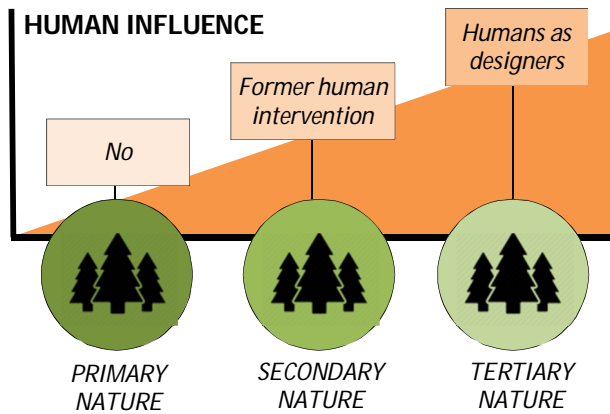 HUMAN INFLUENCE
No
Former human
intervention
Humans as
designers
PRIMARY
NATURE
SECONDARY
NATURE
TERTIARY
NATURE